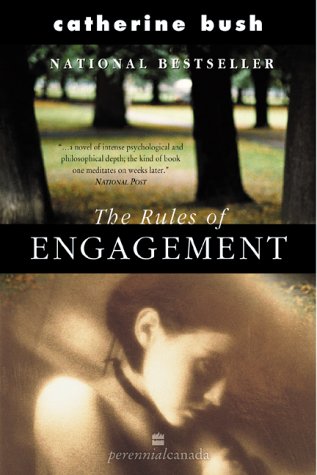 catherine bush
NATIONAL BESTSELLER
"...a novel of intense psychological and
philosophical depth; the kind of book
one meditates on weeks later."
NATIONAL POST
The Rules of
ENGAGEMENT
perennialcanada